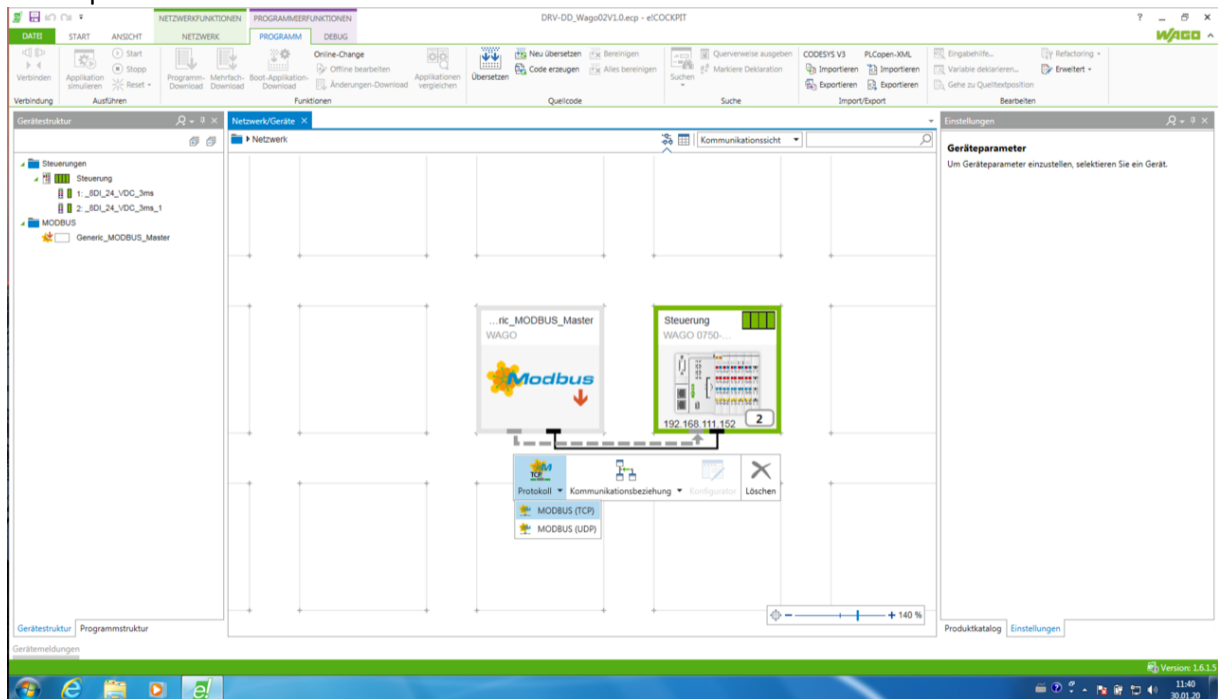 NETZWERKFUNKTIONEN PROGRAMMIERFUNKTIONEN DRV-DD_Wago02V1.0.ecp - e!COCKPIT ?
DATEI START ANSICHT NETZWERK PROGRAMM DEBUG WAGO
Verbinden
Applikation simulieren
Start
Stopp
Reset
Programm-Download
Mehrfach-Download
Boot-Applikation-Download
Online-Change
Offline bearbeiten
Änderungen-Download
Applikationen vergleichen
Übersetzen
Neu übersetzen
Code erzeugen
Bereinigen
Alles bereinigen
Suchen
Querverweise ausgeben
Markiere Deklaration
CODESYS V3
Importieren
Exportieren
PLCopen-XML
Importieren
Exportieren
Eingabehilfe...
Variable deklarieren...
Gehe zu Quelltextposition
Refactoring
Erweitert
Verbindung Ausführen Funktionen Quellcode Suche Import/Export Bearbeiten
Gerätestruktur
Steuerungen
Steuerung
1: _8DI_24_VDC_3ms
2: _8DI_24_VDC_3ms_1
MODBUS
Generic_MODBUS_Master
Netzwerk/Geräte
Netzwerk
Kommunikationssicht
...ric_MODBUS_Master
WAGO
Modbus
Steuerung
WAGO 0750-...
192.168.111.152
2
TCP
Protokoll Kommunikationsbeziehung Konfigurator Löschen
MODBUS (TCP)
MODBUS (UDP)
140 %
Einstellungen
Geräteparameter
Um Geräteparameter einzustellen, selektieren Sie ein Gerät.
Gerätestruktur Programmstruktur
Produktkatalog Einstellungen
Gerätemeldungen
Version: 1.6.1.5
e!
11:40
30.01.20